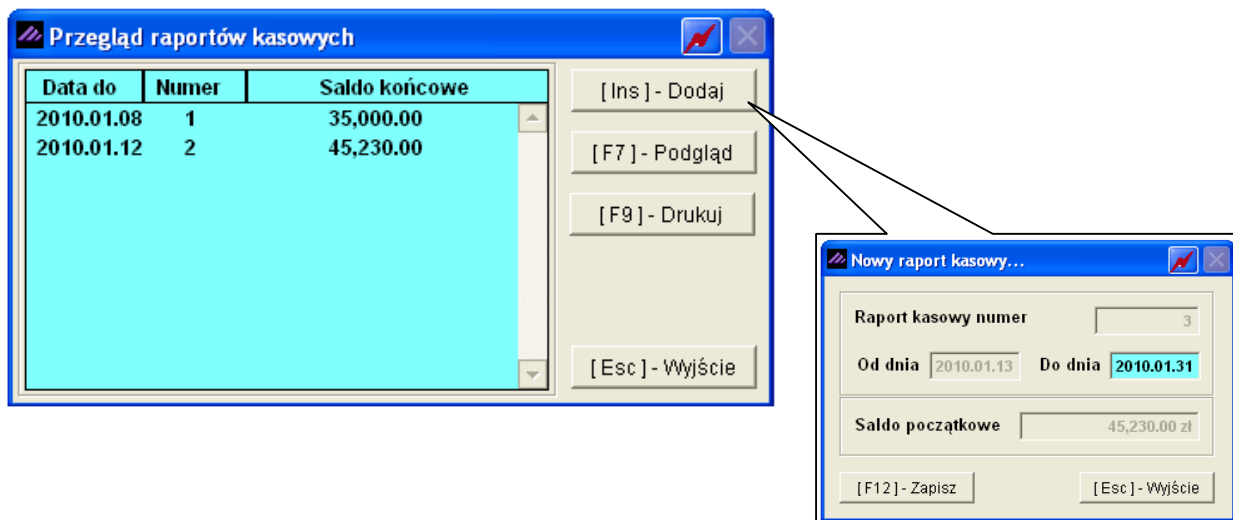 Przegląd raportów kasowych
Data do Numer Saldo końcowe
2010.01.08 1 35,000.00
2010.01.12 2 45,230.00
[ Ins ] - Dodaj
[ F7 ] - Podgląd
[ F9 ] - Drukuj
[ Esc ] - Wyjście
Nowy raport kasowy...
Raport kasowy numer 3
Od dnia 2010.01.13 Do dnia 2010.01.31
Saldo początkowe 45,230.00 zł
[ F12 ] - Zapisz [ Esc ] - Wyjście